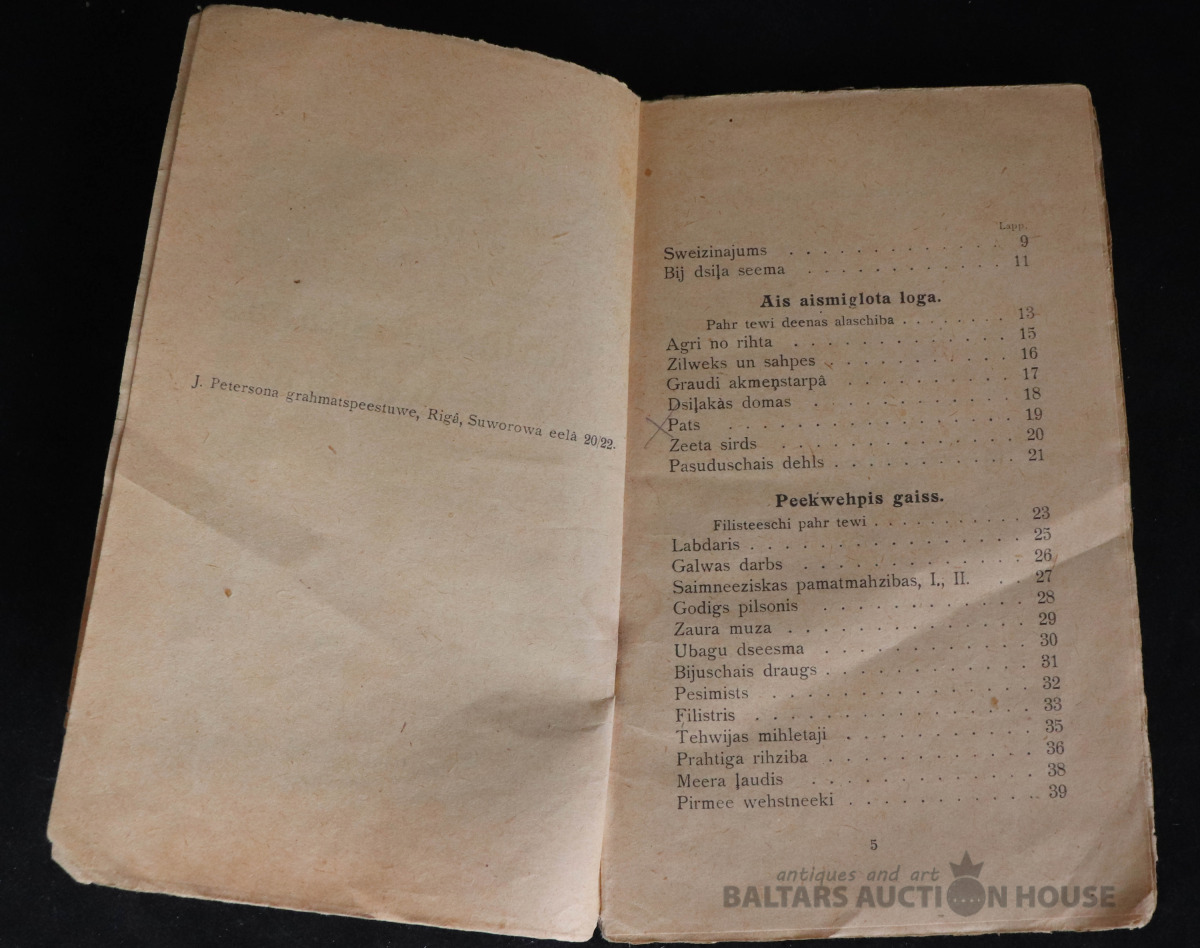 J. Petersona grahmatspeestuwe, Rigâ, Suworowa eelâ 20/22.
Lapp.
Sweizinajums . . . . . . . . . . . . 9
Bij dsiļa seema . . . . . . . . . . . . 11
Ais aismiglota loga.
Pahr tewi deenas alaschiba . . . . . . . . 13
Agri no rihta . . . . . . . . . . . . 15
Zilweks un sahpes . . . . . . . . . . . 16
Graudi akmeņstarpâ . . . . . . . . . . 17
Dsiļakàs domas . . . . . . . . . . . . 18
Pats . . . . . . . . . . . . . . . 19
Zeeta sirds . . . . . . . . . . . . . 20
Pasuduschais dehls . . . . . . . . . . . 21
Peekwehpis gaiss.
Filisteeschi pahr tewi . . . . . . . . . . 23
Labdaris . . . . . . . . . . . . . . 25
Galwas darbs . . . . . . . . . . . . 26
Saimneeziskas pamatmahzibas, I., II. . . 27
Godigs pilsonis . . . . . . . . . . . 28
Zaura muza . . . . . . . . . . . . . 29
Ubagu dseesma . . . . . . . . . . . 30
Bijuschais draugs . . . . . . . . . . . 31
Pesimists . . . . . . . . . . . . . 32
Filistris . . . . . . . . . . . . . . 33
Tehwijas mihletaji . . . . . . . . . . 35
Prahtiga rihziba . . . . . . . . . . . 36
Meera ļaudis . . . . . . . . . . . . 38
Pirmee wehstneeki . . . . . . . . . . 39
5
antiques and art
BALTARS AUCTION HOUSE